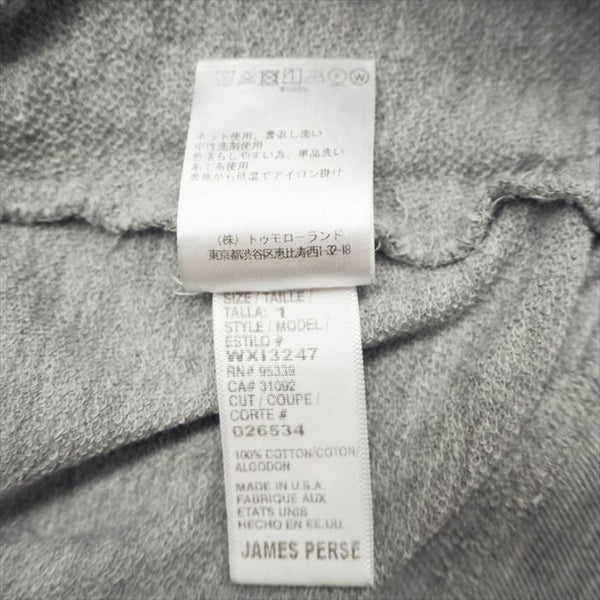 ネット使用、裏返し洗い
中性洗剤使用
色落らしやすい為、単品洗い
あて布使用
裏側から低温でアイロン掛け
(株)トゥモローランド
東京都渋谷区恵比寿西1-32-18
SIZE / TAILLE /
TALLA: 1
STYLE / MODEL /
ESTILO #
WXI3247
RN# 95339
CA# 31092
CUT / COUPE /
CORTE #
026534
100% COTTON/COTON/
ALGODON
MADE IN U.S.A.
FABRIQUE AUX
ETATS UNIS
HECHO EN EE.UU.
JAMES PERSE